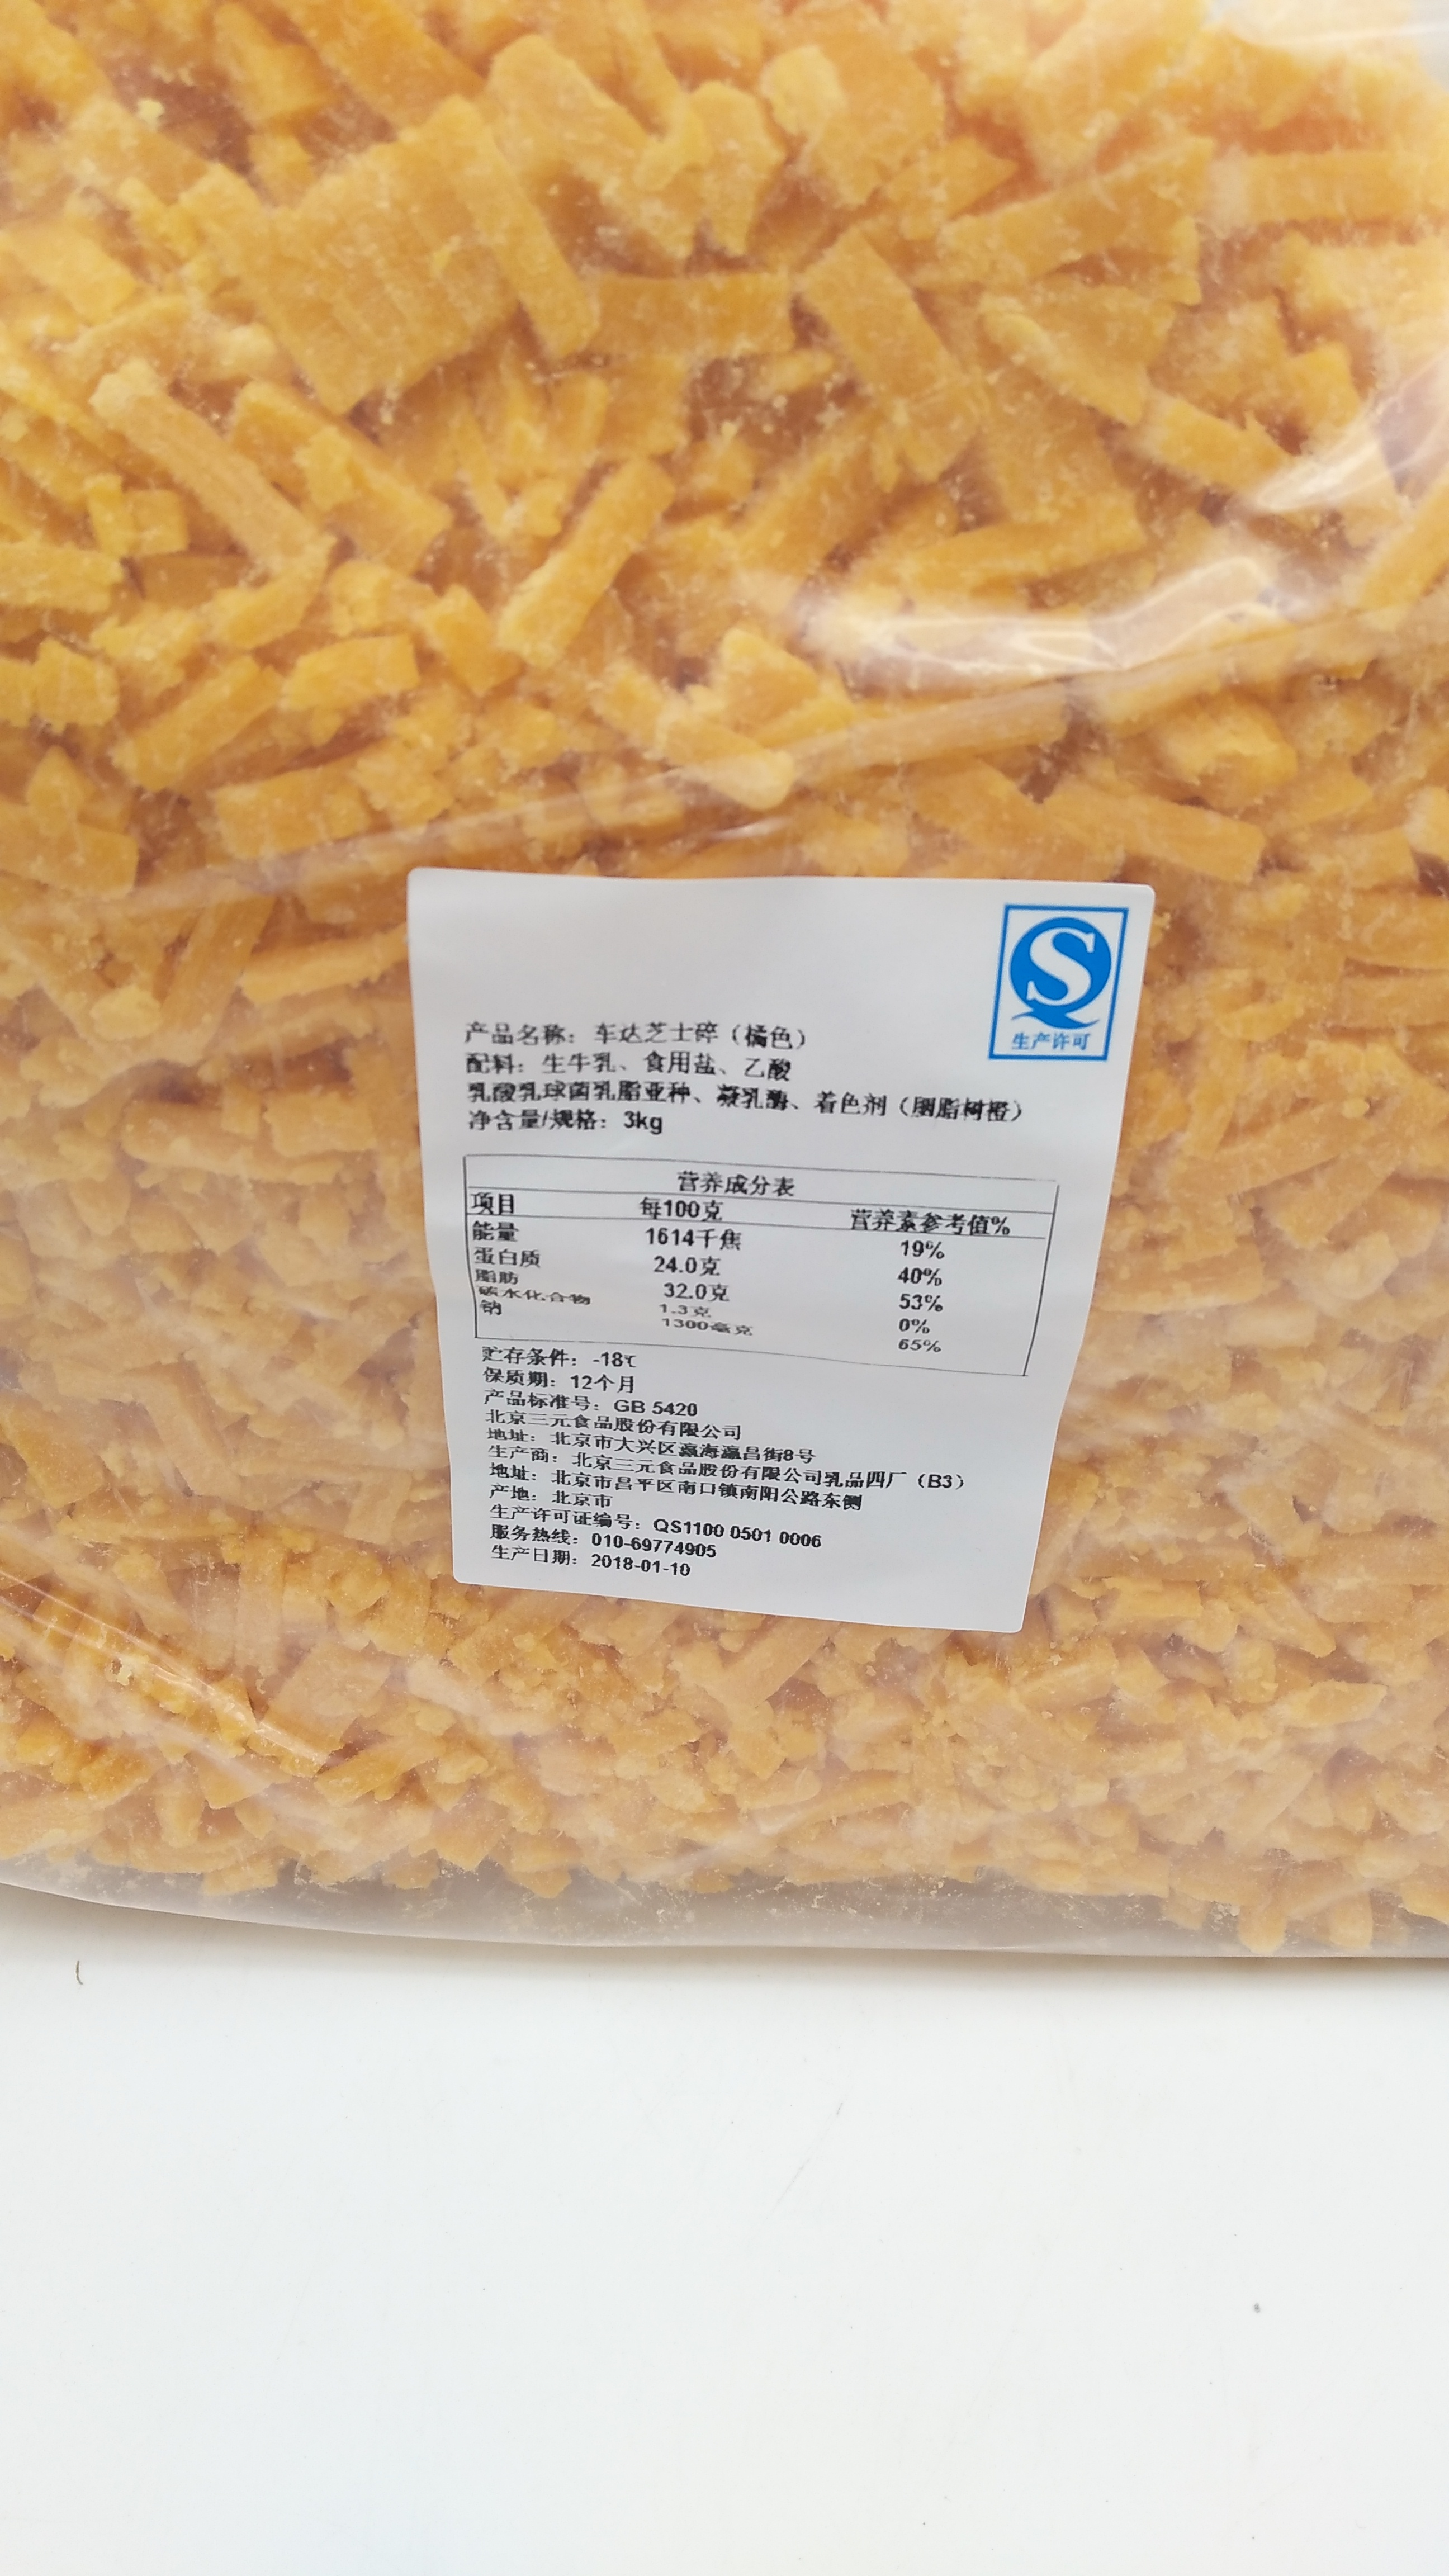 S
生产许可
产品名称：车达芝士碎（橘色）
配料：生牛乳、食用盐、乙酸
乳酸乳球菌乳脂亚种、凝乳酶、着色剂（胭脂树橙）
净含量/规格：3kg
营养成分表
项目 每100克 营养素参考值%
能量 1614千焦 19%
蛋白质 24.0克 40%
脂肪 32.0克 53%
碳水化合物 1.3克 0%
钠 1300毫克 65%
贮存条件：-18℃
保质期：12个月
产品标准号：GB 5420
北京三元食品股份有限公司
地址：北京市大兴区瀛海瀛昌街8号
生产商：北京三元食品股份有限公司乳品四厂（B3）
地址：北京市昌平区南口镇南阳公路东侧
产地：北京市
生产许可证编号：QS1100 0501 0006
服务热线：010-69774905
生产日期：2018-01-10